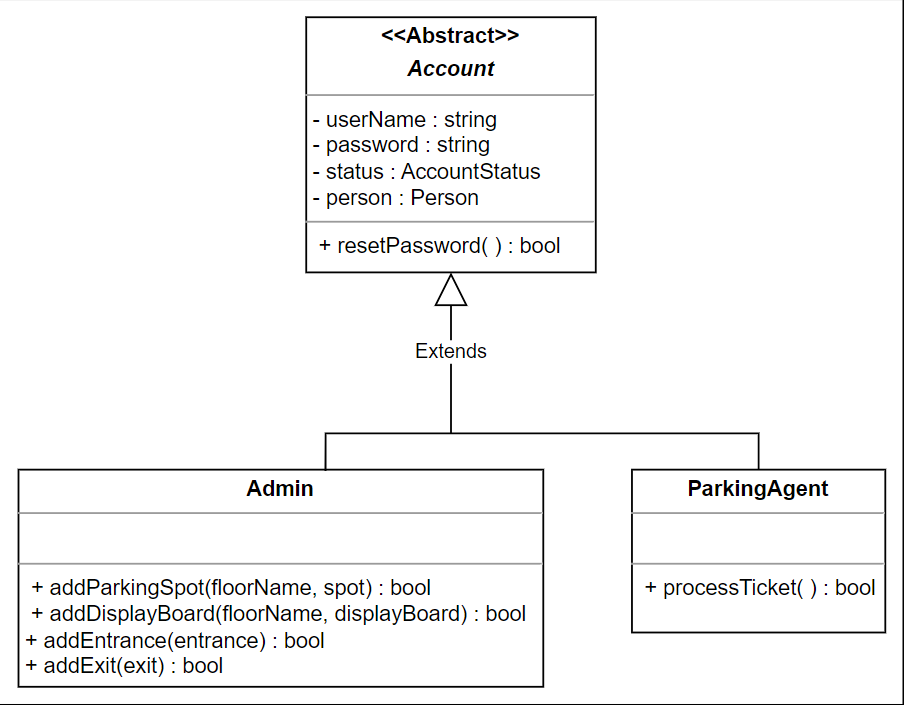 <<Abstract>>
Account
- userName : string
- password : string
- status : AccountStatus
- person : Person
+ resetPassword( ) : bool
Extends
Admin
+ addParkingSpot(floorName, spot) : bool
+ addDisplayBoard(floorName, displayBoard) : bool
+ addEntrance(entrance) : bool
+ addExit(exit) : bool
ParkingAgent
+ processTicket( ) : bool